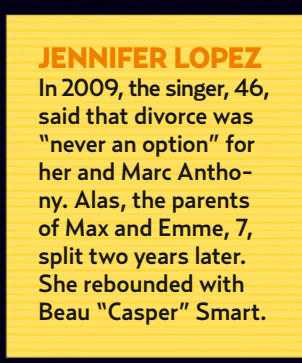 JENNIFER LOPEZ
In 2009, the singer, 46,
said that divorce was
“never an option” for
her and Marc Antho-
ny. Alas, the parents
of Max and Emme, 7,
split two years later.
She rebounded with
Beau “Casper” Smart.